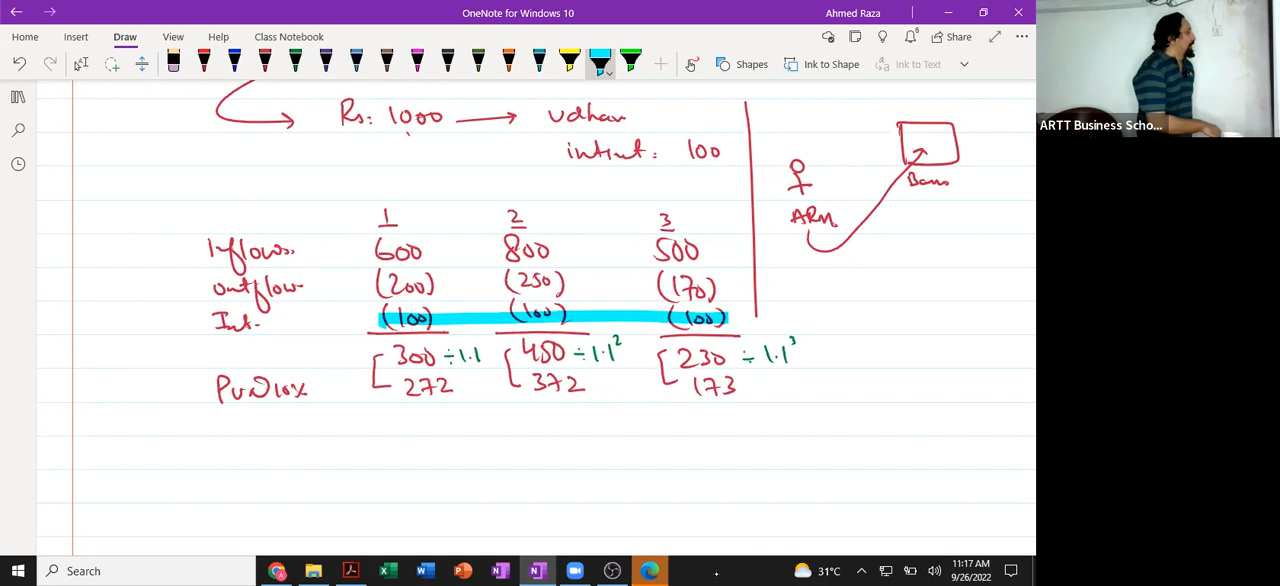 OneNote for Windows 10
Ahmed Raza
Home Insert Draw View Help Class Notebook
6 Share
Shapes Ink to Shape Ink to Text
ARTT Business Scho...
Rs: 1000 → udhar
100
ARM
1 2 3
Inflows 600 800 500
outflow (200) (250) (170)
Int. (100) (100) (100)
300 ÷ 1.1 450 ÷ 1.1² 230 ÷ 1.1³
PV@10% 272 372 173
Search
31°C
11:17 AM
9/26/2022